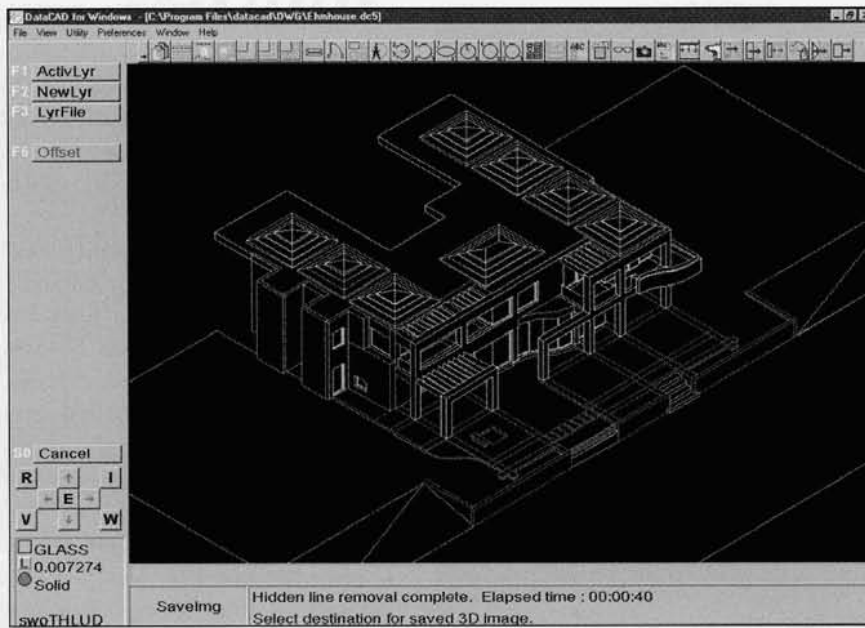 DataCAD for Windows - [C:\Program Files\datacad\DWG\Ehmhouse.dc5]
File View Utility Preferences Window Help
F1 ActivLyr
F2 NewLyr
F3 LyrFile
F6 Offset
S0 Cancel
R I
E
V W
GLASS
L 0.007274
Solid
swoTHLUD
SaveImg
Hidden line removal complete. Elapsed time : 00:00:40
Select destination for saved 3D image.